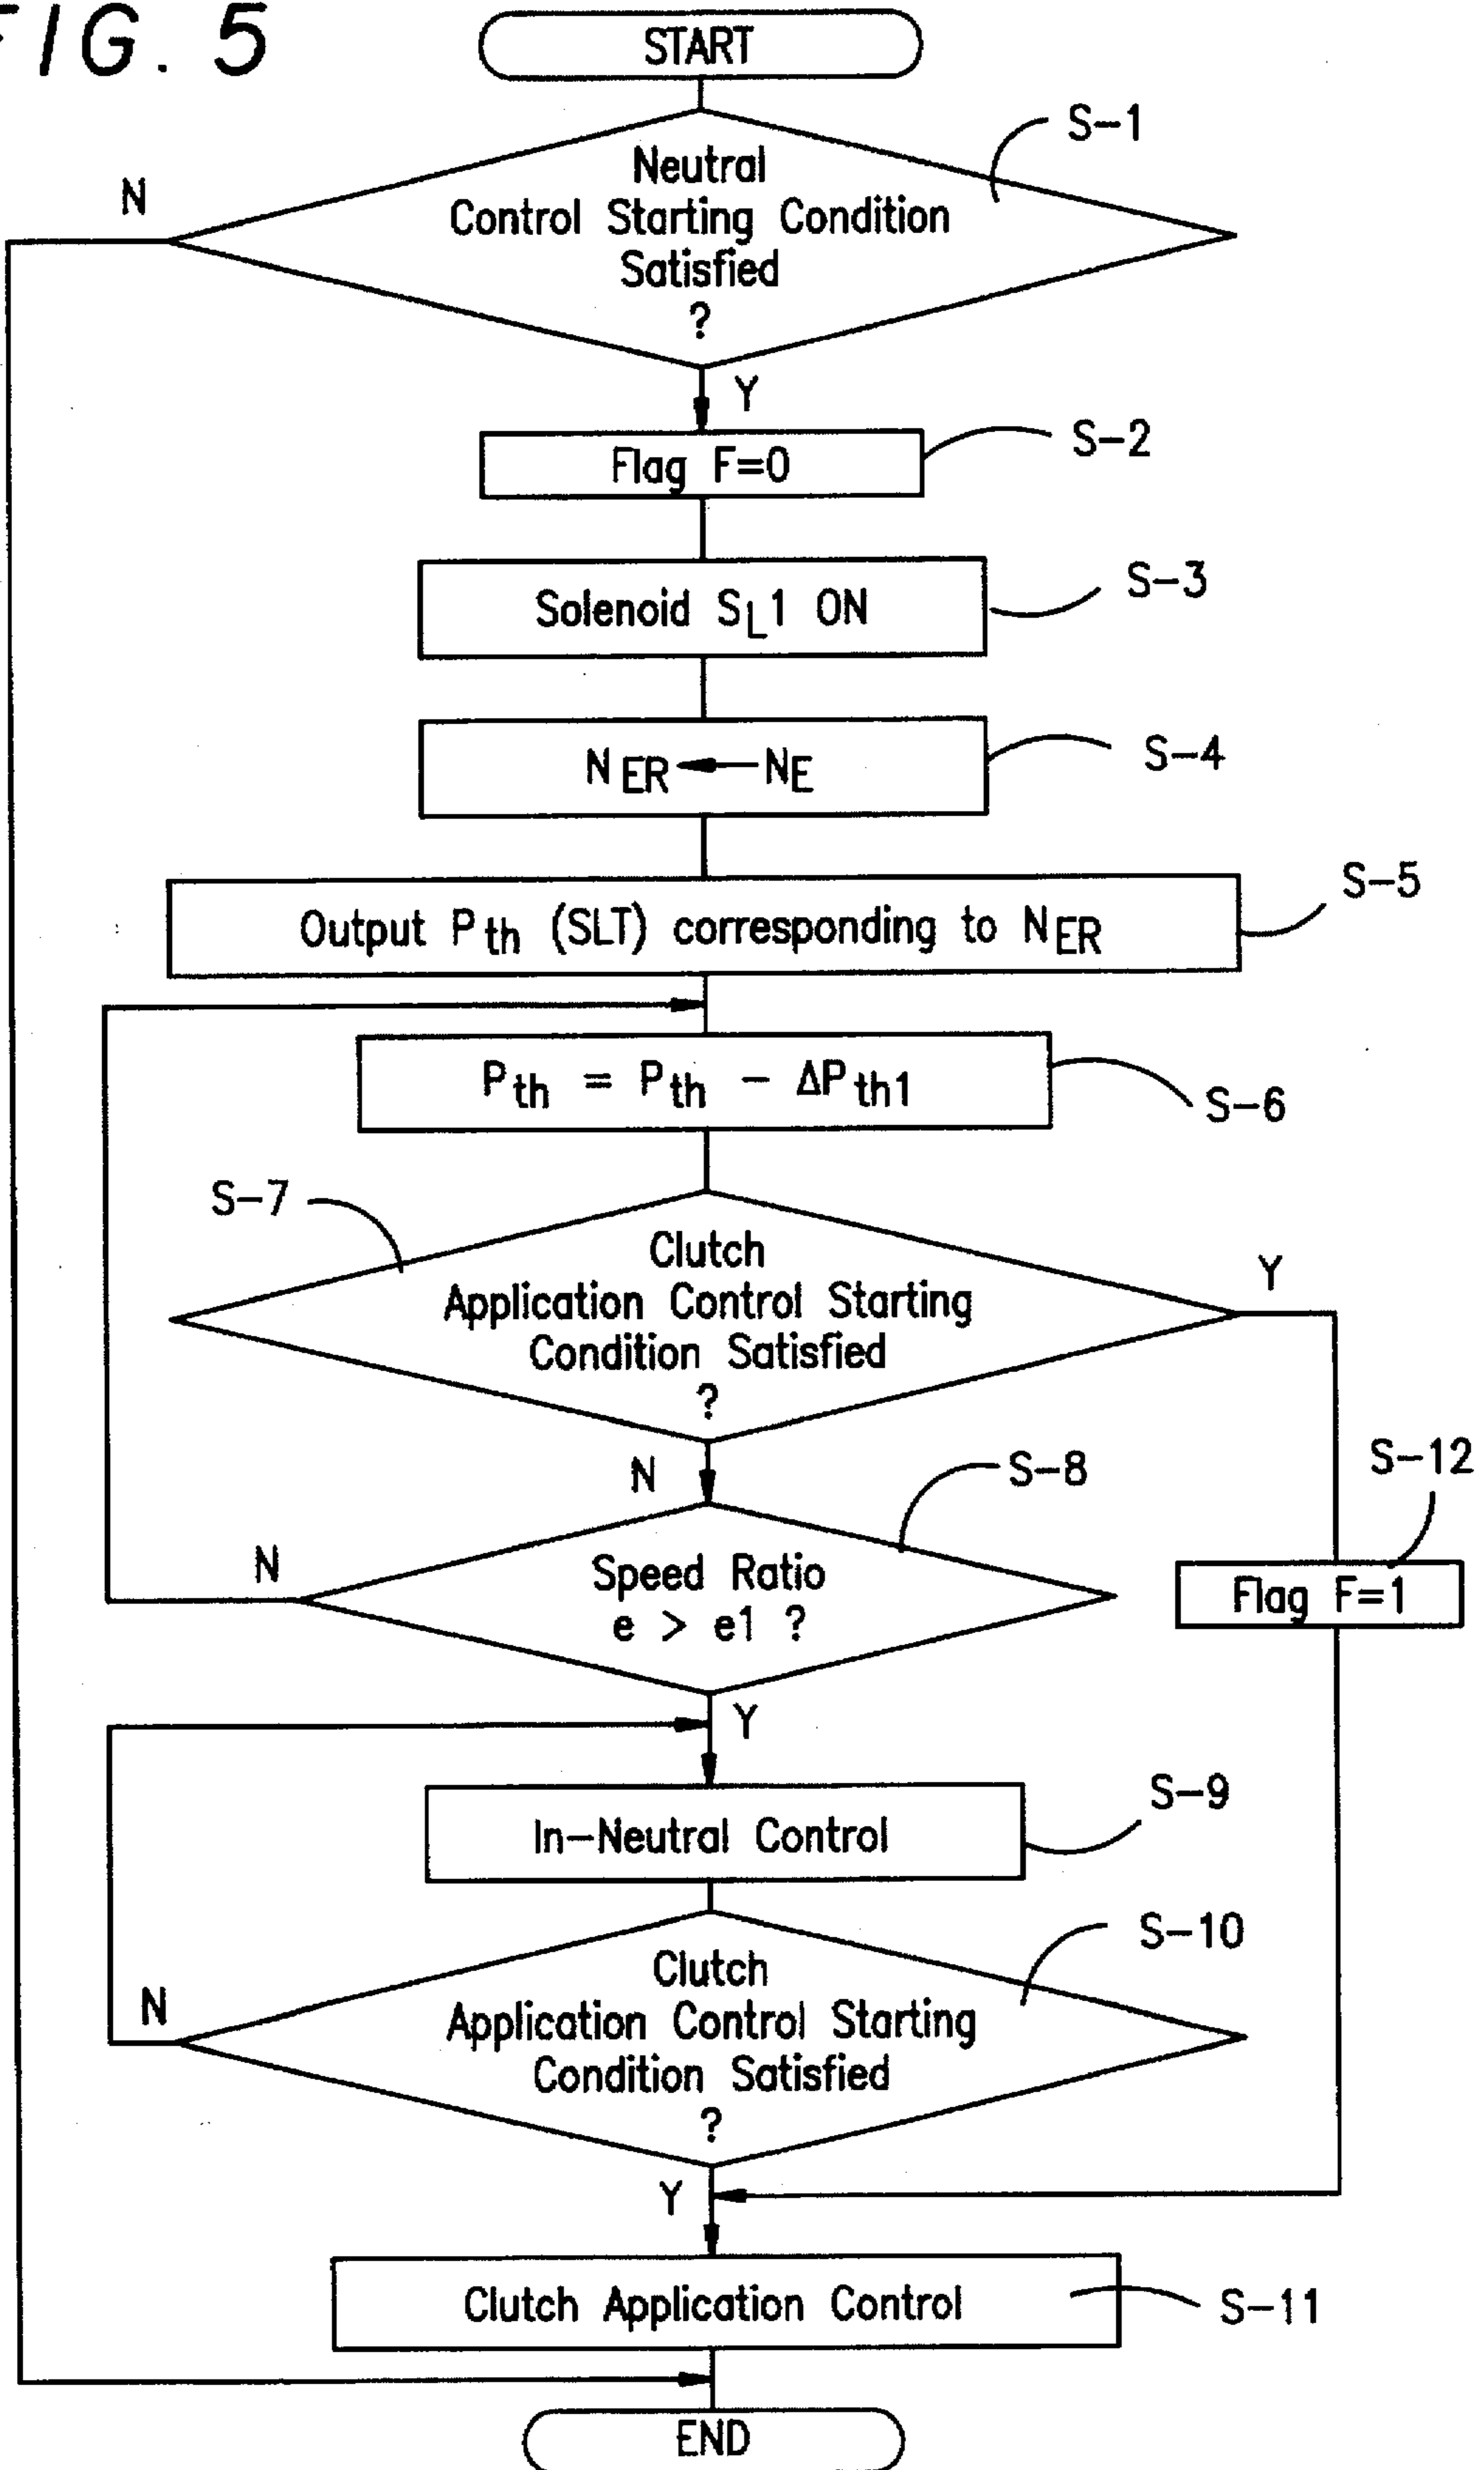 FIG. 5
START
S-1
N
Neutral
Control Starting Condition
Satisfied
?
Y
Flag F=0
S-2
Solenoid SL1 ON
S-3
NER ← NE
S-4
Output Pth (SLT) corresponding to NER
S-5
Pth = Pth - ΔPth1
S-6
S-7
Clutch
Application Control Starting
Condition Satisfied
?
Y
N
S-8
S-12
N
Speed Ratio
e > e1 ?
Flag F=1
Y
In-Neutral Control
S-9
S-10
N
Clutch
Application Control Starting
Condition Satisfied
?
Y
Clutch Application Control
S-11
END